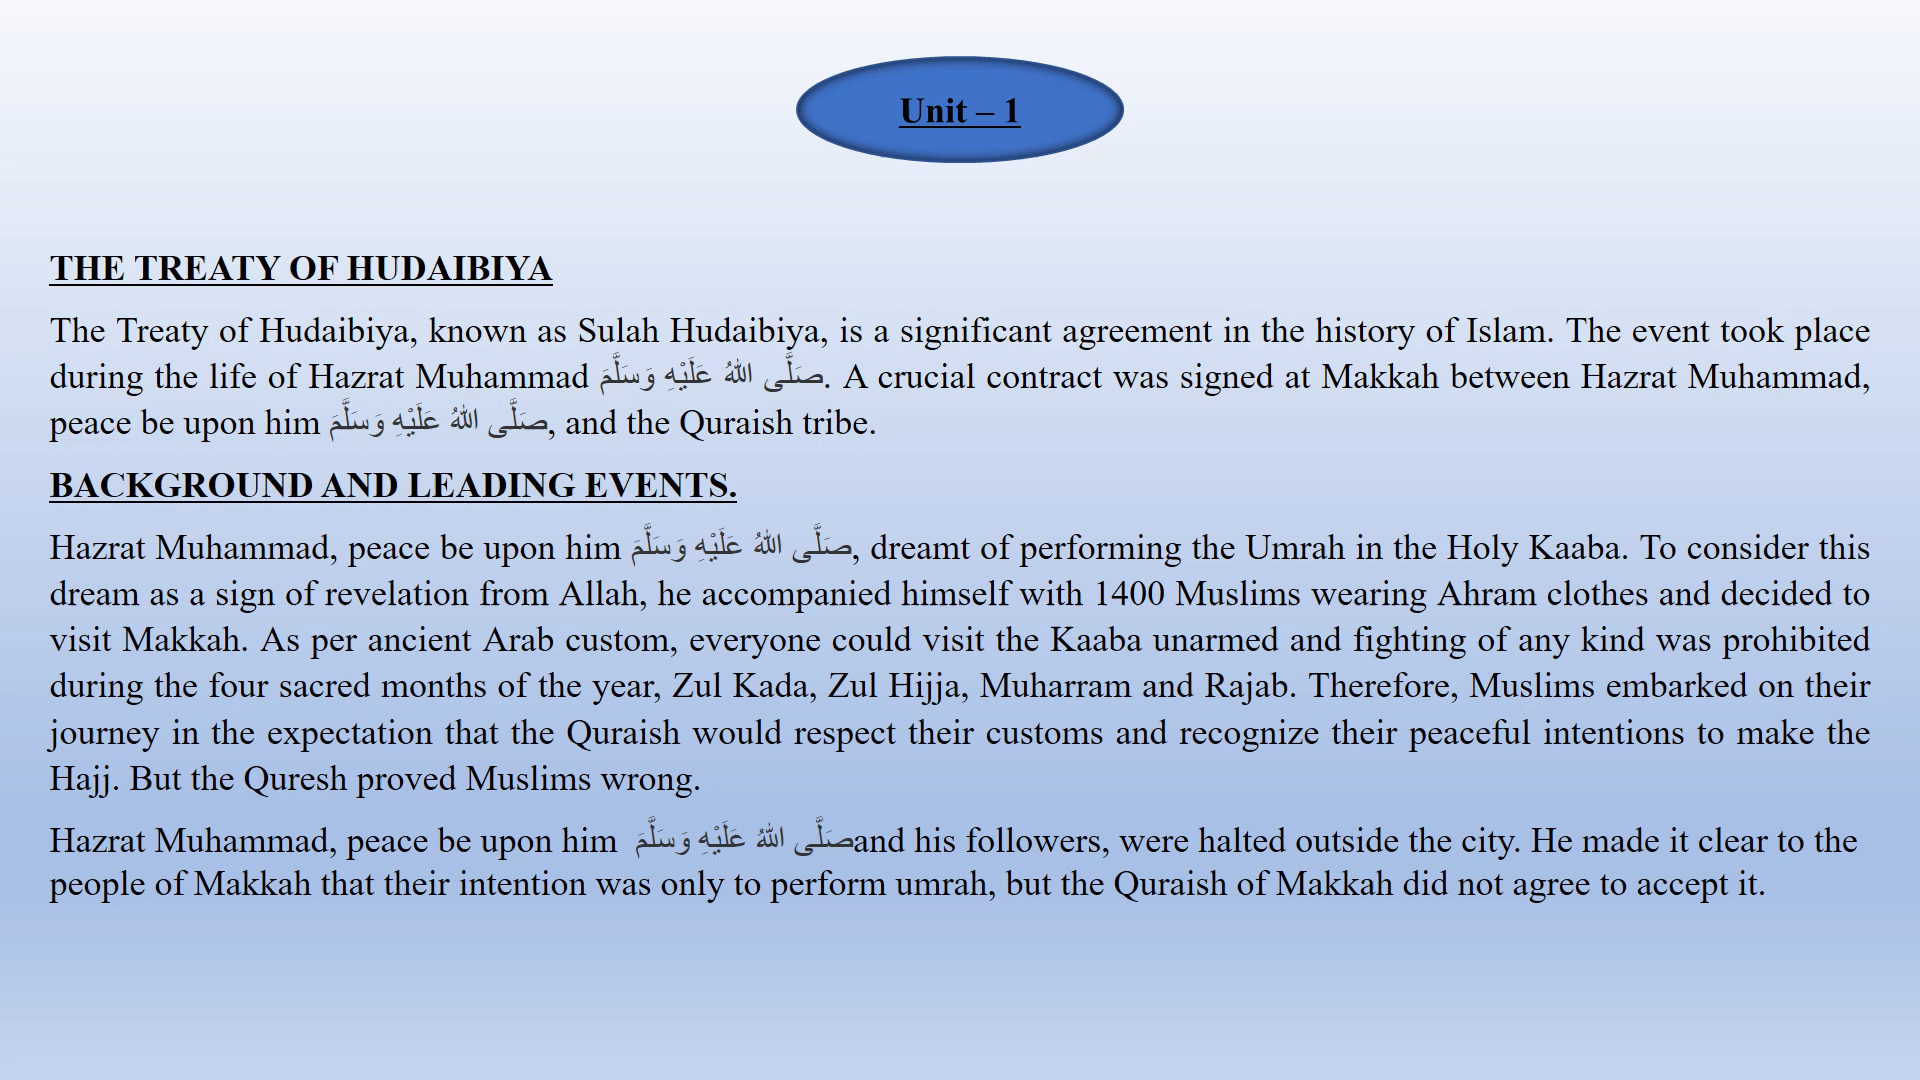 Unit – 1
THE TREATY OF HUDAIBIYA
The Treaty of Hudaibiya, known as Sulah Hudaibiya, is a significant agreement in the history of Islam. The event took place
during the life of Hazrat Muhammad صَلَّى اللهُ عَلَيْهِ وَسَلَّمَ. A crucial contract was signed at Makkah between Hazrat Muhammad,
peace be upon him صَلَّى اللهُ عَلَيْهِ وَسَلَّمَ, and the Quraish tribe.
BACKGROUND AND LEADING EVENTS.
Hazrat Muhammad, peace be upon him صَلَّى اللهُ عَلَيْهِ وَسَلَّمَ, dreamt of performing the Umrah in the Holy Kaaba. To consider this
dream as a sign of revelation from Allah, he accompanied himself with 1400 Muslims wearing Ahram clothes and decided to
visit Makkah. As per ancient Arab custom, everyone could visit the Kaaba unarmed and fighting of any kind was prohibited
during the four sacred months of the year, Zul Kada, Zul Hijja, Muharram and Rajab. Therefore, Muslims embarked on their
journey in the expectation that the Quraish would respect their customs and recognize their peaceful intentions to make the
Hajj. But the Quresh proved Muslims wrong.
Hazrat Muhammad, peace be upon him صَلَّى اللهُ عَلَيْهِ وَسَلَّمَand his followers, were halted outside the city. He made it clear to the
people of Makkah that their intention was only to perform umrah, but the Quraish of Makkah did not agree to accept it.